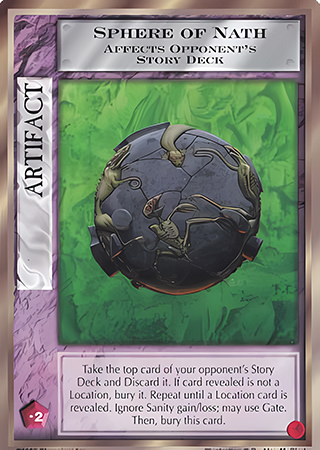 SPHERE OF NATH
AFFECTS OPPONENT'S
STORY DECK
ARTIFACT
Take the top card of your opponent's Story
Deck and Discard it. If card revealed is not a
Location, bury it. Repeat until a Location card is
revealed. Ignore Sanity gain/loss; may use Gate.
Then, bury this card.
-2